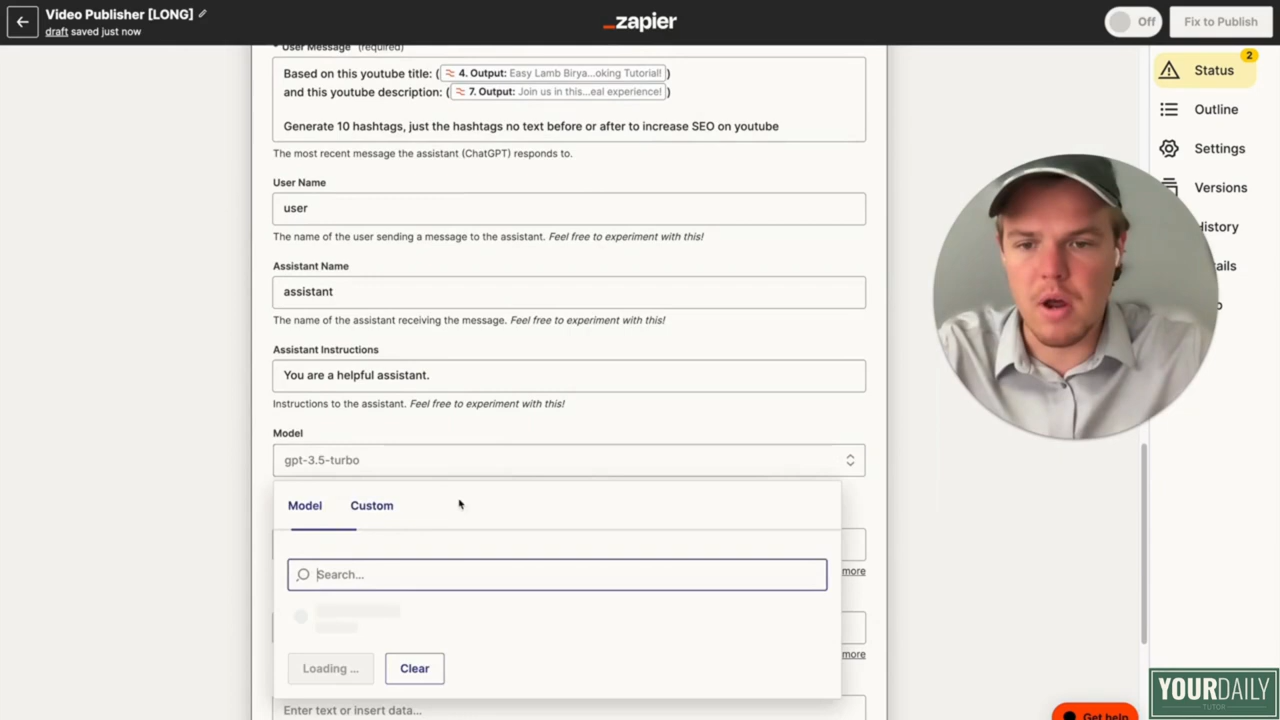 Video Publisher [LONG]
draft saved just now
_zapier
Off
Fix to Publish
* User Message (required)
Based on this youtube title: ( 4. Output: Easy Lamb Birya...oking Tutorial! )
and this youtube description: ( 7. Output: Join us in this...eal experience! )
Generate 10 hashtags, just the hashtags no text before or after to increase SEO on youtube
The most recent message the assistant (ChatGPT) responds to.
User Name
user
The name of the user sending a message to the assistant. Feel free to experiment with this!
Assistant Name
assistant
The name of the assistant receiving the message. Feel free to experiment with this!
Assistant Instructions
You are a helpful assistant.
Instructions to the assistant. Feel free to experiment with this!
Model
gpt-3.5-turbo
Model
Custom
Search...
more
Loading ...
Clear
more
Enter text or insert data...
2
Status
Outline
Settings
Versions
History
Get help
YOURDAILY
TUTOR